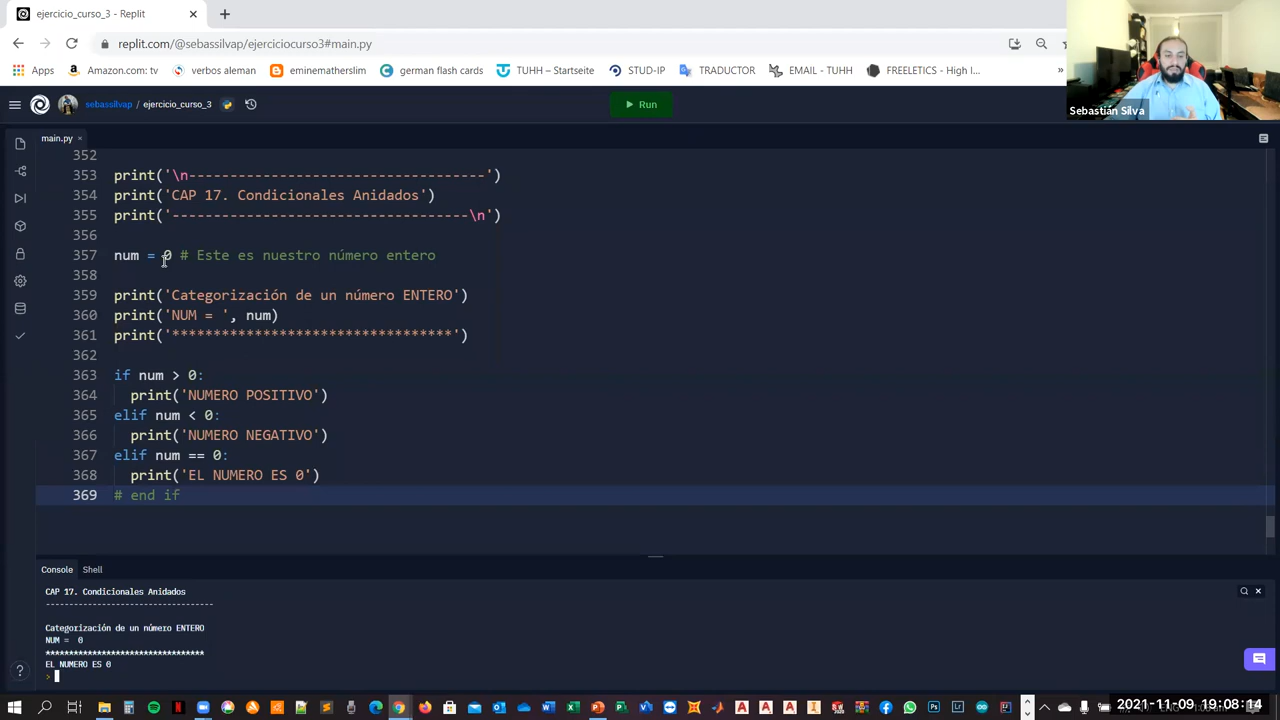 ejercicio_curso_3 - Replit
replit.com/@sebassilvap/ejerciciocurso3#main.py
Apps Amazon.com: tv verbos aleman eminematherslim german flash cards TUHH – Startseite STUD-IP TRADUCTOR EMAIL - TUHH FREELETICS - High I... »
Sebastián Silva
sebassilvap / ejercicio_curso_3 Run
main.py
352
353 print('\n------------------------------------')
354 print('CAP 17. Condicionales Anidados')
355 print('------------------------------------\n')
356
357 num = 0 # Este es nuestro número entero
358
359 print('Categorización de un número ENTERO')
360 print('NUM = ', num)
361 print('**********************************')
362
363 if num > 0:
364 print('NUMERO POSITIVO')
365 elif num < 0:
366 print('NUMERO NEGATIVO')
367 elif num == 0:
368 print('EL NUMERO ES 0')
369 # end if
Console Shell
CAP 17. Condicionales Anidados
------------------------------------
Categorización de un número ENTERO
NUM =  0
**********************************
EL NUMERO ES 0
>
2021-11-09 19:08:14